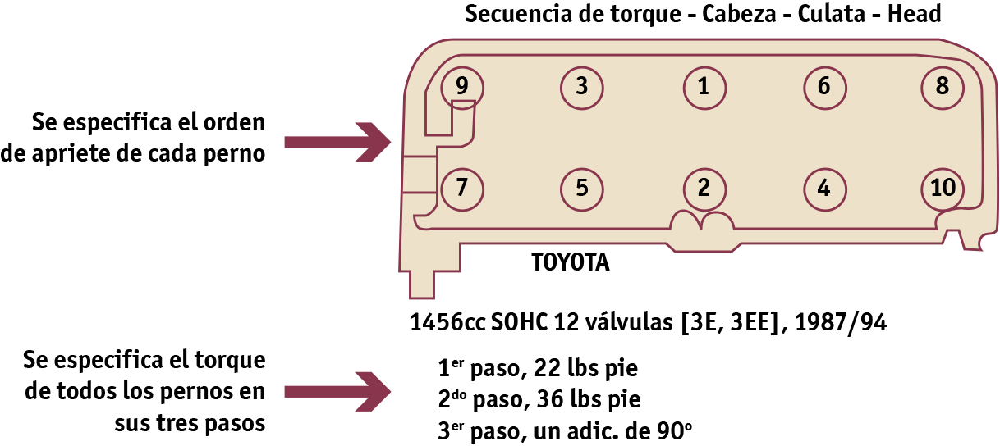 Secuencia de torque - Cabeza - Culata - Head
9 3 1 6 8
Se especifica el orden
de apriete de cada perno
7 5 2 4 10
TOYOTA
1456cc SOHC 12 válvulas [3E, 3EE], 1987/94
Se especifica el torque
de todos los pernos en
sus tres pasos
1er paso, 22 lbs pie
2do paso, 36 lbs pie
3er paso, un adic. de 90º